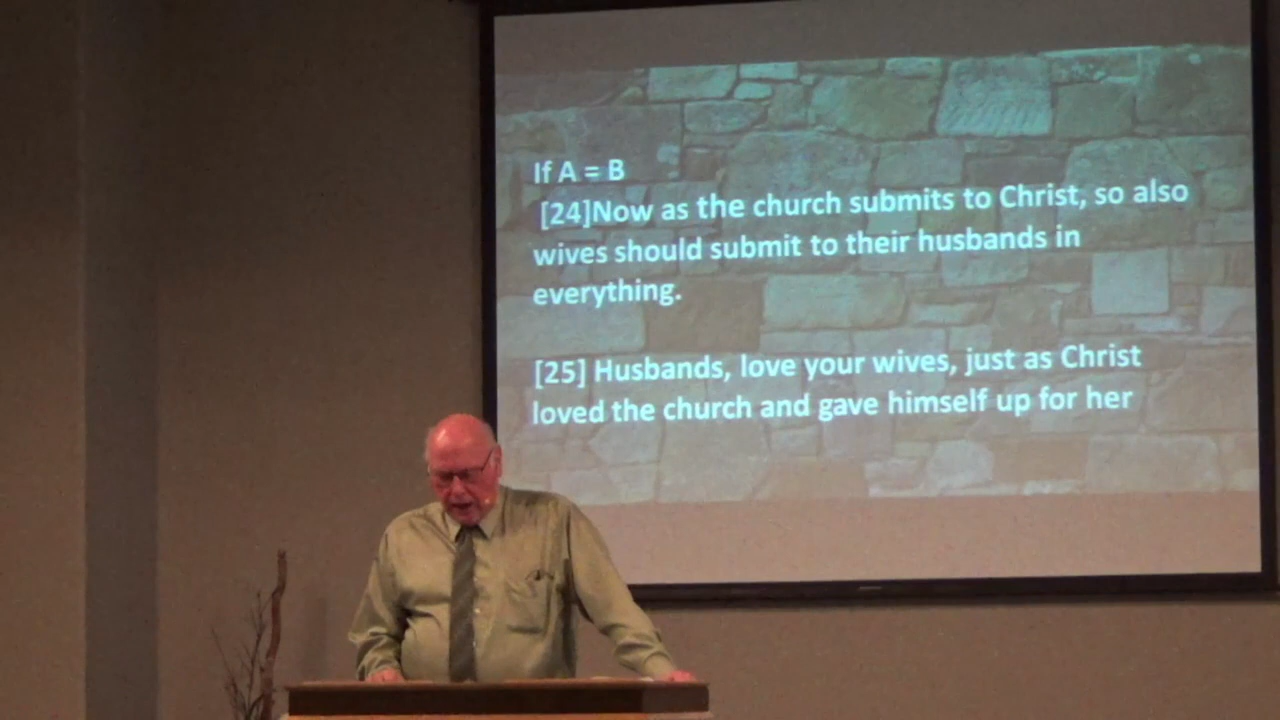 If A = B
[24]Now as the church submits to Christ, so also
wives should submit to their husbands in
everything.
[25] Husbands, love your wives, just as Christ
loved the church and gave himself up for her